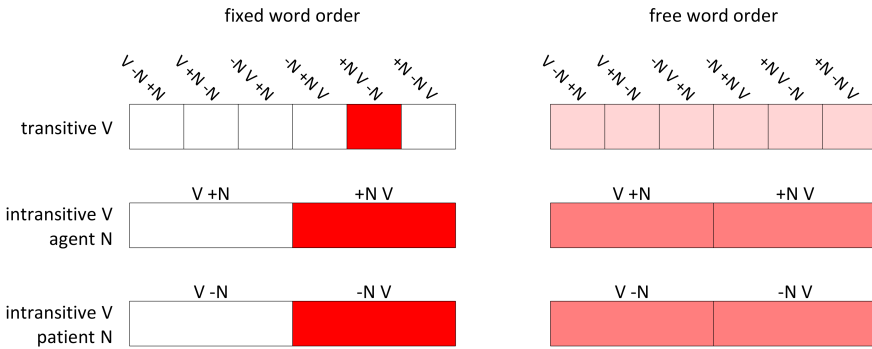 fixed word order
free word order
V -N +N
V +N -N
-N V +N
-N +N V
+N V -N
+N -N V
V -N +N
V +N -N
-N V +N
-N +N V
+N V -N
+N -N V
transitive V
V +N
+N V
V +N
+N V
intransitive V
agent N
V -N
-N V
V -N
-N V
intransitive V
patient N